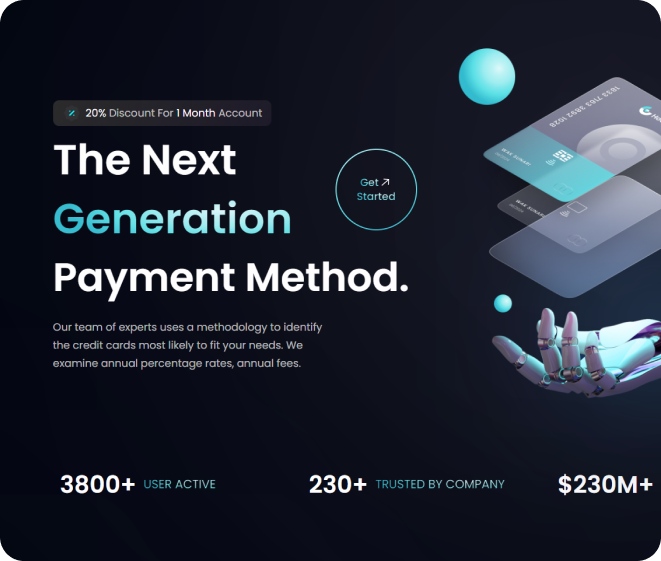 20% Discount For 1 Month Account
The Next
Generation
Payment Method.
Get
Started
Our team of experts uses a methodology to identify
the credit cards most likely to fit your needs. We
examine annual percentage rates, annual fees.
3800+ USER ACTIVE
230+ TRUSTED BY COMPANY
$230M+